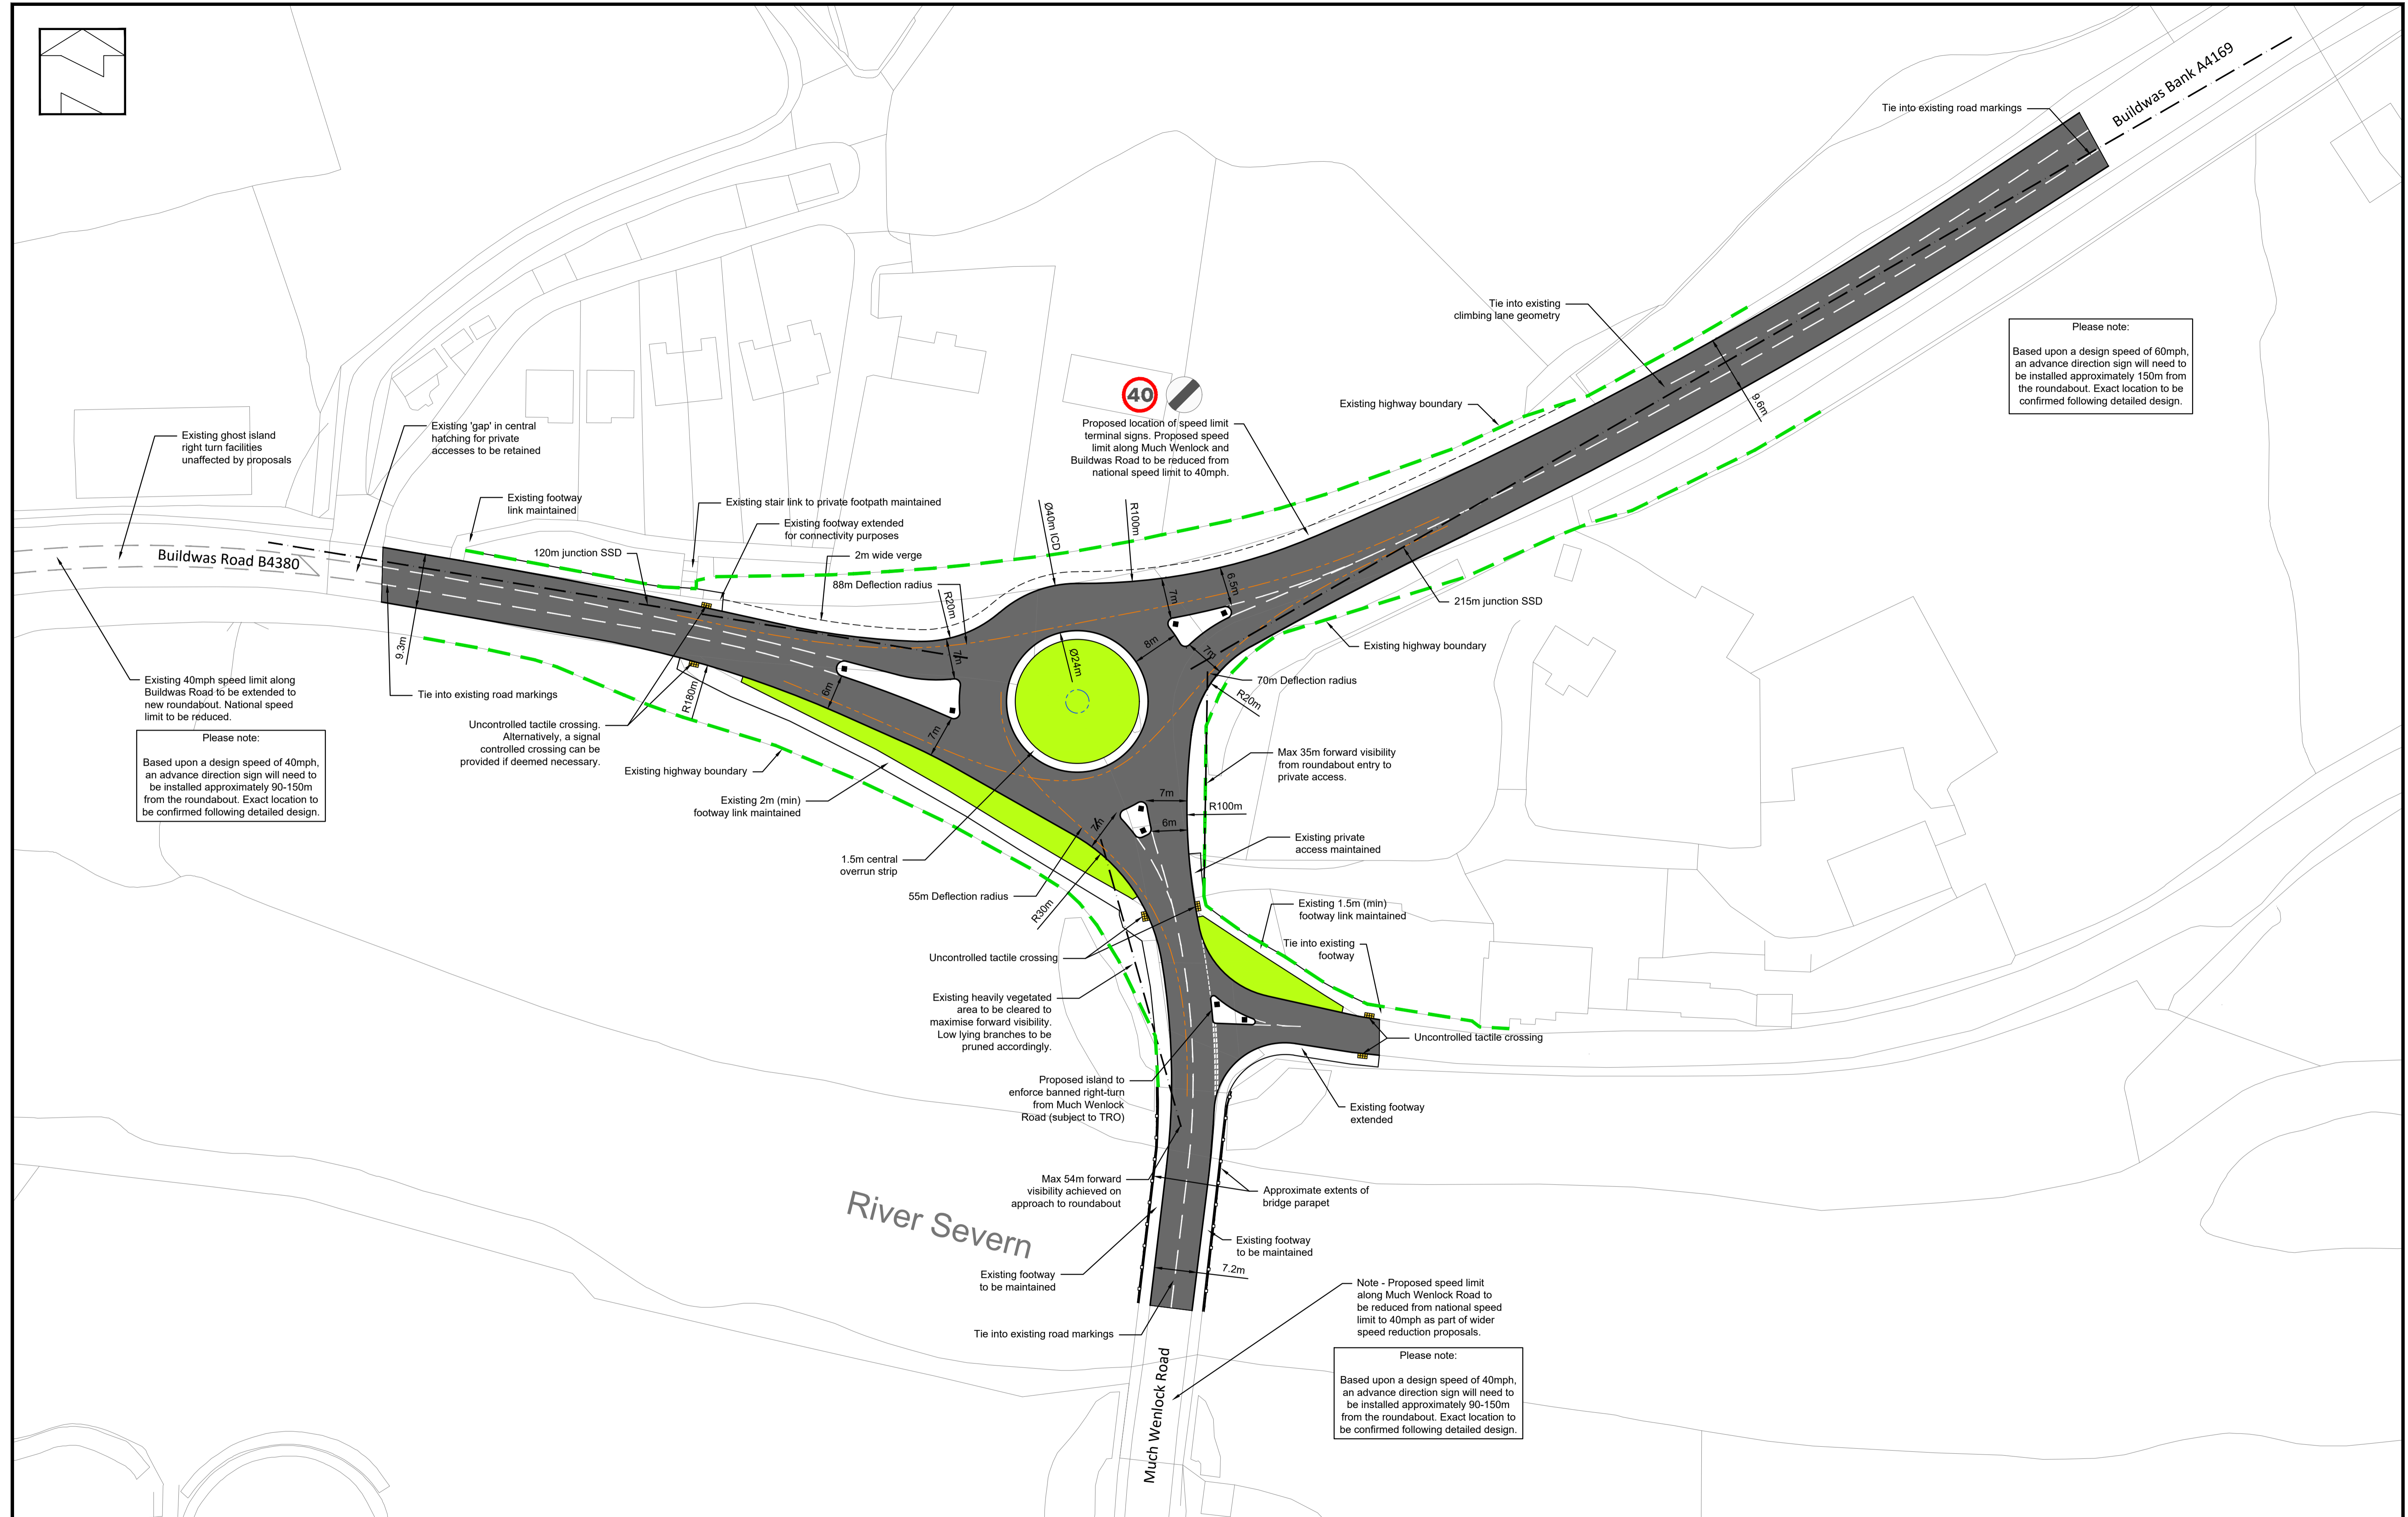 Buildwas Bank A4169
Tie into existing road markings
Please note:
Based upon a design speed of 60mph,
an advance direction sign will need to
be installed approximately 150m from
the roundabout. Exact location to be
confirmed following detailed design.
Tie into existing
climbing lane geometry
9.6m
Existing highway boundary
40
Proposed location of speed limit
terminal signs. Proposed speed
limit along Much Wenlock and
Buildwas Road to be reduced from
national speed limit to 40mph.
Existing ghost island
right turn facilities
unaffected by proposals
Existing 'gap' in central
hatching for private
accesses to be retained
Existing footway
link maintained
Existing stair link to private footpath maintained
Existing footway extended
for connectivity purposes
2m wide verge
120m junction SSD
88m Deflection radius
Ø40m ICD
R100m
R20m
7m
6.5m
7m
8m
7m
Ø24m
Buildwas Road B4380
9.3m
215m junction SSD
Existing highway boundary
70m Deflection radius
R20m
Existing 40mph speed limit along
Buildwas Road to be extended to
new roundabout. National speed
limit to be reduced.
Tie into existing road markings
R180m
6m
7m
Uncontrolled tactile crossing.
Alternatively, a signal
controlled crossing can be
provided if deemed necessary.
Please note:
Based upon a design speed of 40mph,
an advance direction sign will need to
be installed approximately 90-150m
from the roundabout. Exact location to
be confirmed following detailed design.
Existing highway boundary
Existing 2m (min)
footway link maintained
Max 35m forward visibility
from roundabout entry to
private access.
7m
R100m
6m
7m
Existing private
access maintained
1.5m central
overrun strip
55m Deflection radius
R30m
Existing 1.5m (min)
footway link maintained
Tie into existing
footway
Uncontrolled tactile crossing
Existing heavily vegetated
area to be cleared to
maximise forward visibility.
Low lying branches to be
pruned accordingly.
Uncontrolled tactile crossing
Proposed island to
enforce banned right-turn
from Much Wenlock
Road (subject to TRO)
Existing footway
extended
Max 54m forward
visibility achieved on
approach to roundabout
Approximate extents of
bridge parapet
River Severn
Existing footway
to be maintained
Existing footway
to be maintained
7.2m
Note - Proposed speed limit
along Much Wenlock Road to
be reduced from national speed
limit to 40mph as part of wider
speed reduction proposals.
Tie into existing road markings
Please note:
Based upon a design speed of 40mph,
an advance direction sign will need to
be installed approximately 90-150m
from the roundabout. Exact location to
be confirmed following detailed design.
Much Wenlock Road